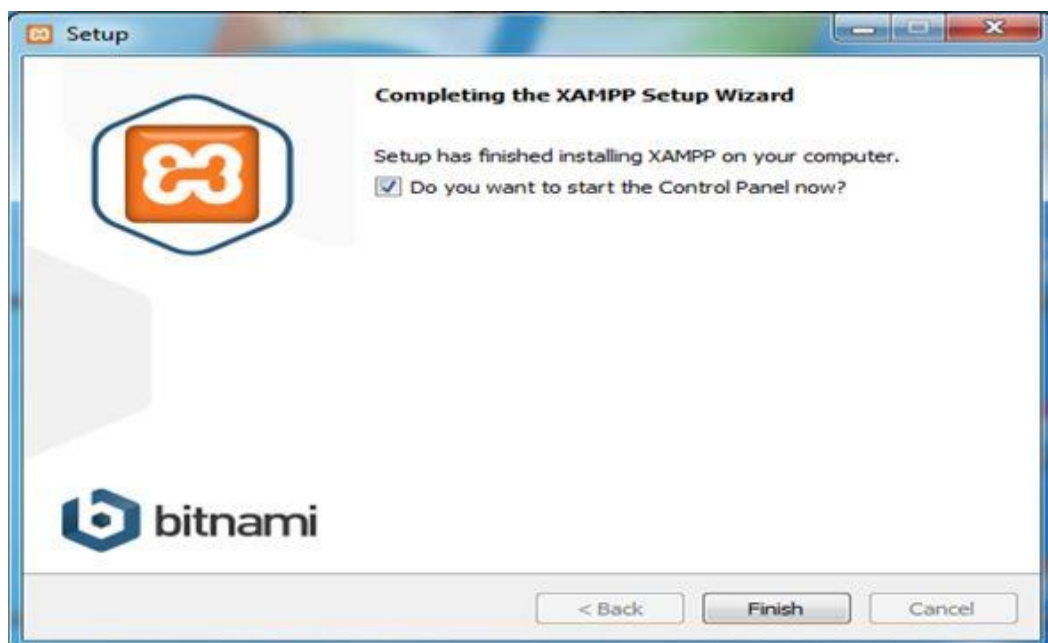 Setup
Completing the XAMPP Setup Wizard
Setup has finished installing XAMPP on your computer.
Do you want to start the Control Panel now?
bitnami
< Back
Finish
Cancel